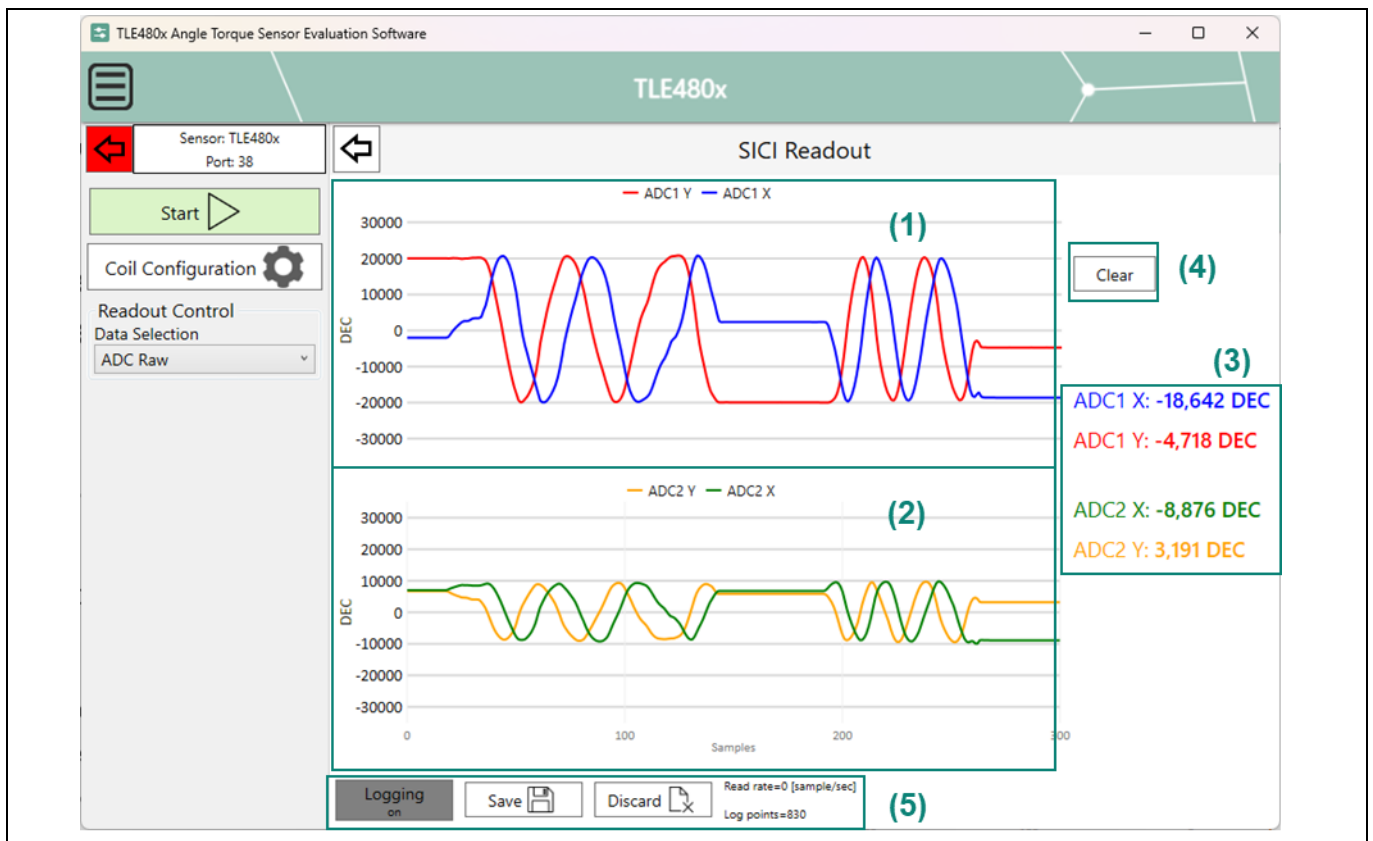 TLE480x Angle Torque Sensor Evaluation Software
TLE480x
Sensor: TLE480x
Port: 38
SICI Readout
Start
Coil Configuration
Readout Control
Data Selection
ADC Raw
ADC1 Y ADC1 X
(1)
30000
20000
10000
0
-10000
-20000
-30000
DEC
Clear
(4)
(3)
ADC1 X: -18,642 DEC
ADC1 Y: -4,718 DEC
ADC2 X: -8,876 DEC
ADC2 Y: 3,191 DEC
ADC2 Y ADC2 X
(2)
30000
20000
10000
0
-10000
-20000
-30000
DEC
0 100 200 300
Samples
Logging
on
Save
Discard
Read rate=0 [sample/sec]
Log points=830
(5)